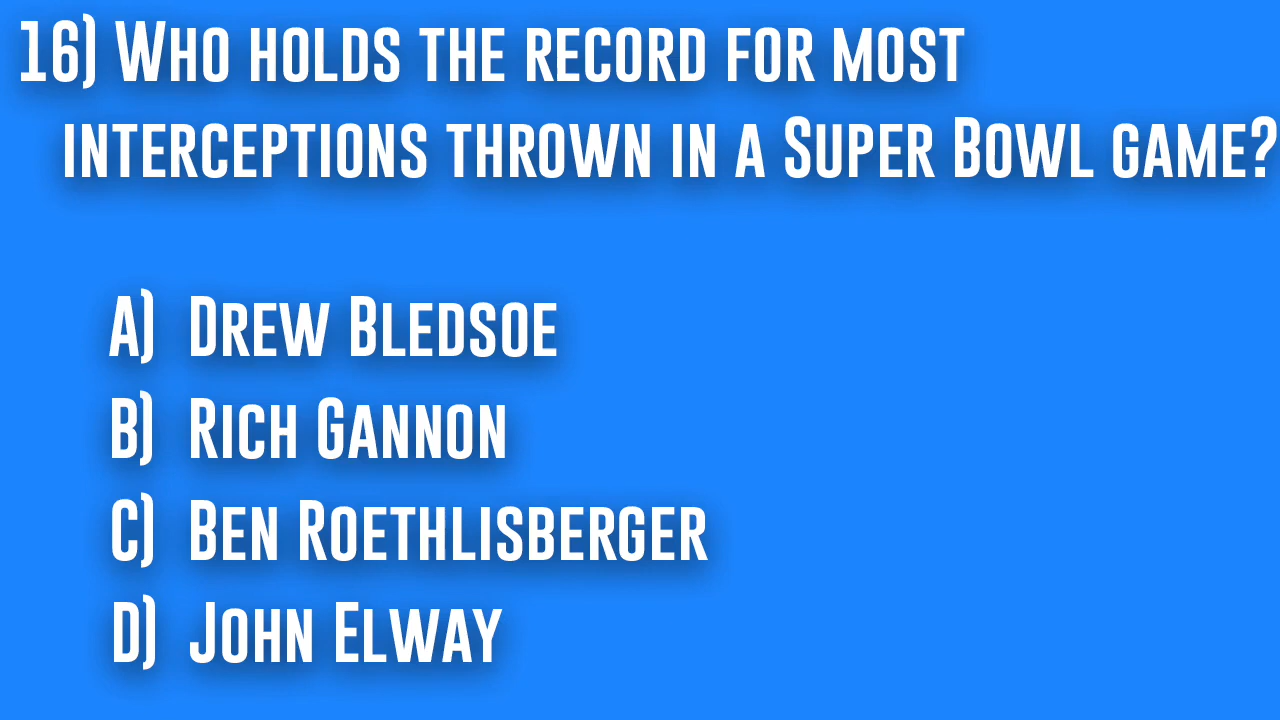 16) Who holds the record for most
interceptions thrown in a Super Bowl game?
A) Drew Bledsoe
B) Rich Gannon
C) Ben Roethlisberger
D) John Elway